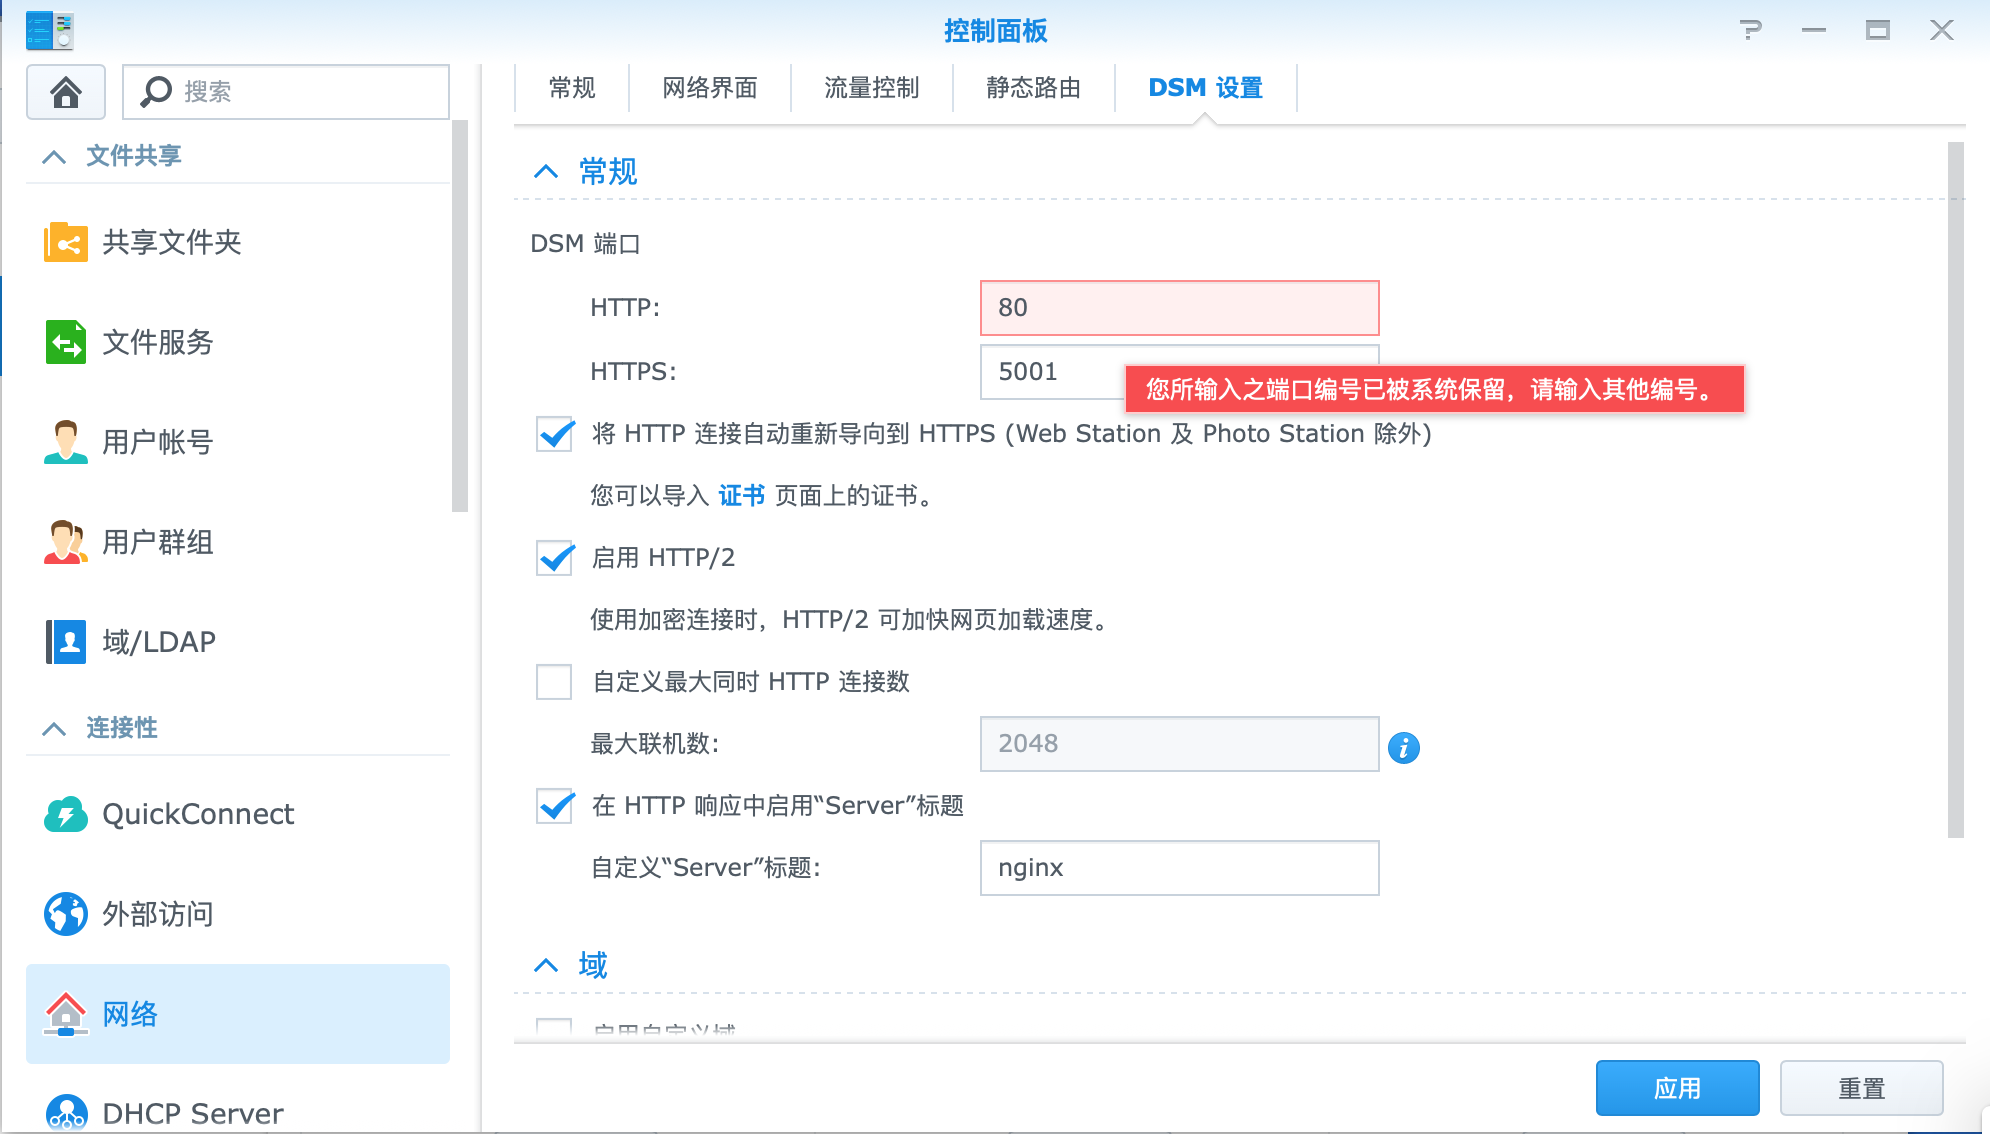 控制面板
搜索
文件共享
共享文件夹
文件服务
用户帐号
用户群组
域/LDAP
连接性
QuickConnect
外部访问
网络
DHCP Server
常规
网络界面
流量控制
静态路由
DSM 设置
常规
DSM 端口
HTTP:
80
HTTPS:
5001
您所输入之端口编号已被系统保留，请输入其他编号。
将 HTTP 连接自动重新导向到 HTTPS (Web Station 及 Photo Station 除外)
您可以导入 证书 页面上的证书。
启用 HTTP/2
使用加密连接时，HTTP/2 可加快网页加载速度。
自定义最大同时 HTTP 连接数
最大联机数:
2048
在 HTTP 响应中启用“Server”标题
自定义“Server”标题:
nginx
域
启用自定义域
应用
重置